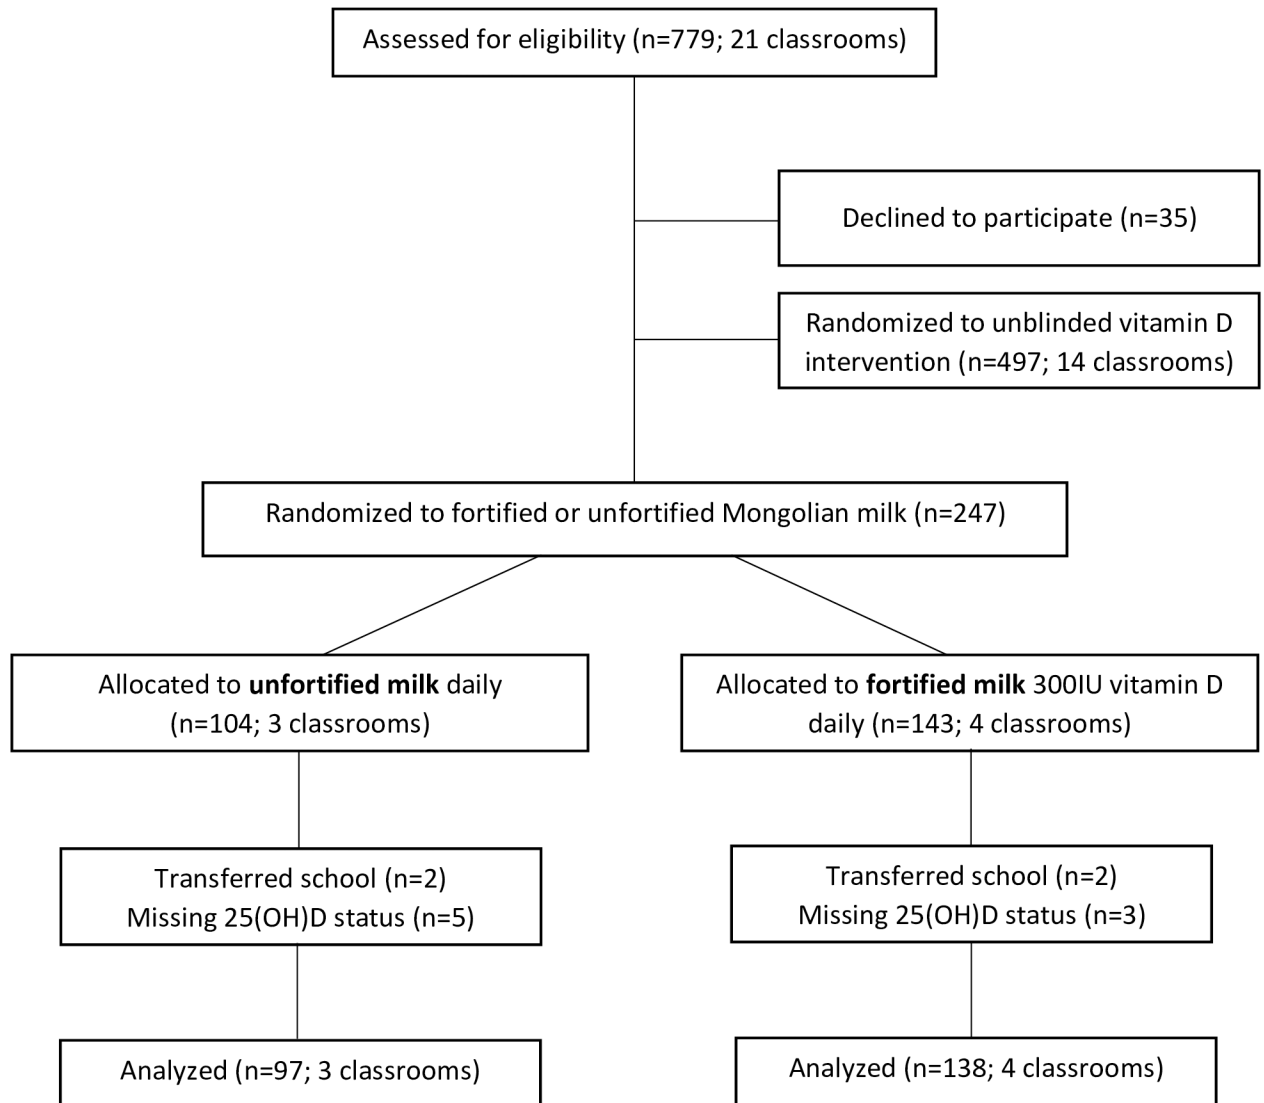 Assessed for eligibility (n=779; 21 classrooms)
Declined to participate (n=35)
Randomized to unblinded vitamin D
intervention (n=497; 14 classrooms)
Randomized to fortified or unfortified Mongolian milk (n=247)
Allocated to unfortified milk daily
(n=104; 3 classrooms)
Allocated to fortified milk 300IU vitamin D
daily (n=143; 4 classrooms)
Transferred school (n=2)
Missing 25(OH)D status (n=5)
Transferred school (n=2)
Missing 25(OH)D status (n=3)
Analyzed (n=97; 3 classrooms)
Analyzed (n=138; 4 classrooms)